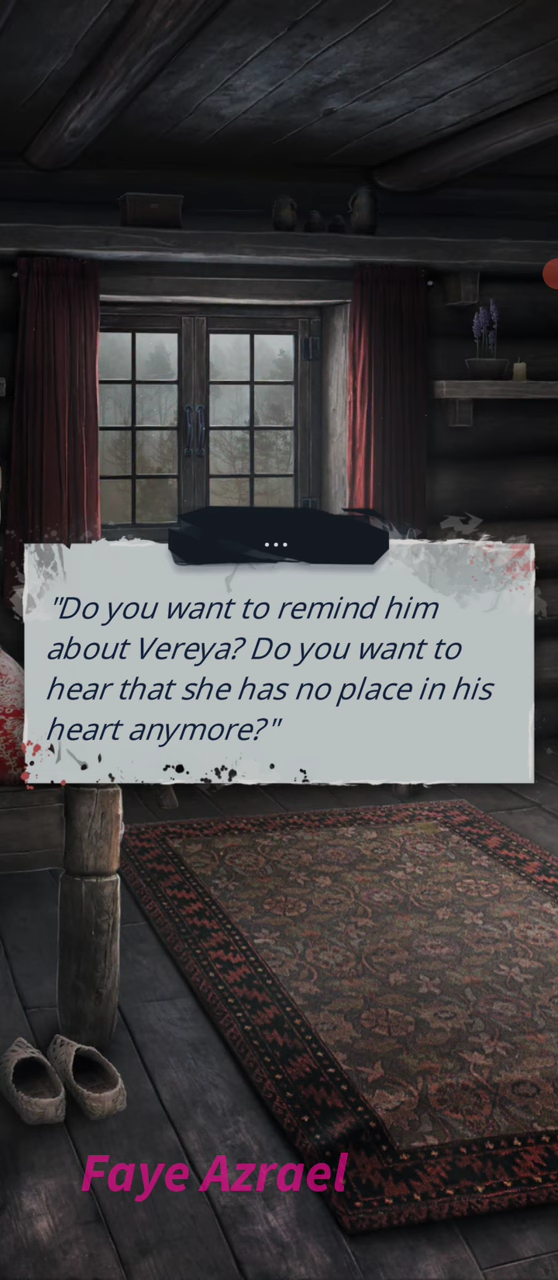 ...
"Do you want to remind him
about Vereya? Do you want to
hear that she has no place in his
heart anymore?"
Faye Azrael